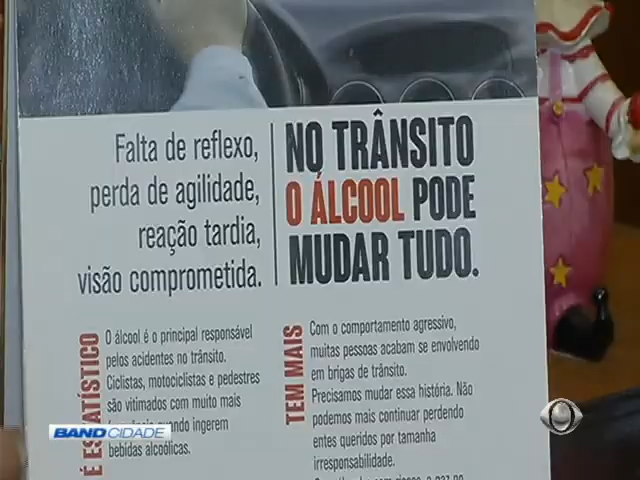 Falta de reflexo,
perda de agilidade,
reação tardia,
visão comprometida.
NO TRÂNSITO
O ÁLCOOL PODE
MUDAR TUDO.
O álcool é o principal responsável
pelos acidentes no trânsito.
Ciclistas, motociclistas e pedestres
são vitimados com muito mais
quando ingerem
bebidas alcoólicas.
TEM MAIS
Com o comportamento agressivo,
muitas pessoas acabam se envolvendo
em brigas de trânsito.
Precisamos mudar essa história. Não
podemos mais continuar perdendo
entes queridos por tamanha
irresponsabilidade.
BANDCIDADE